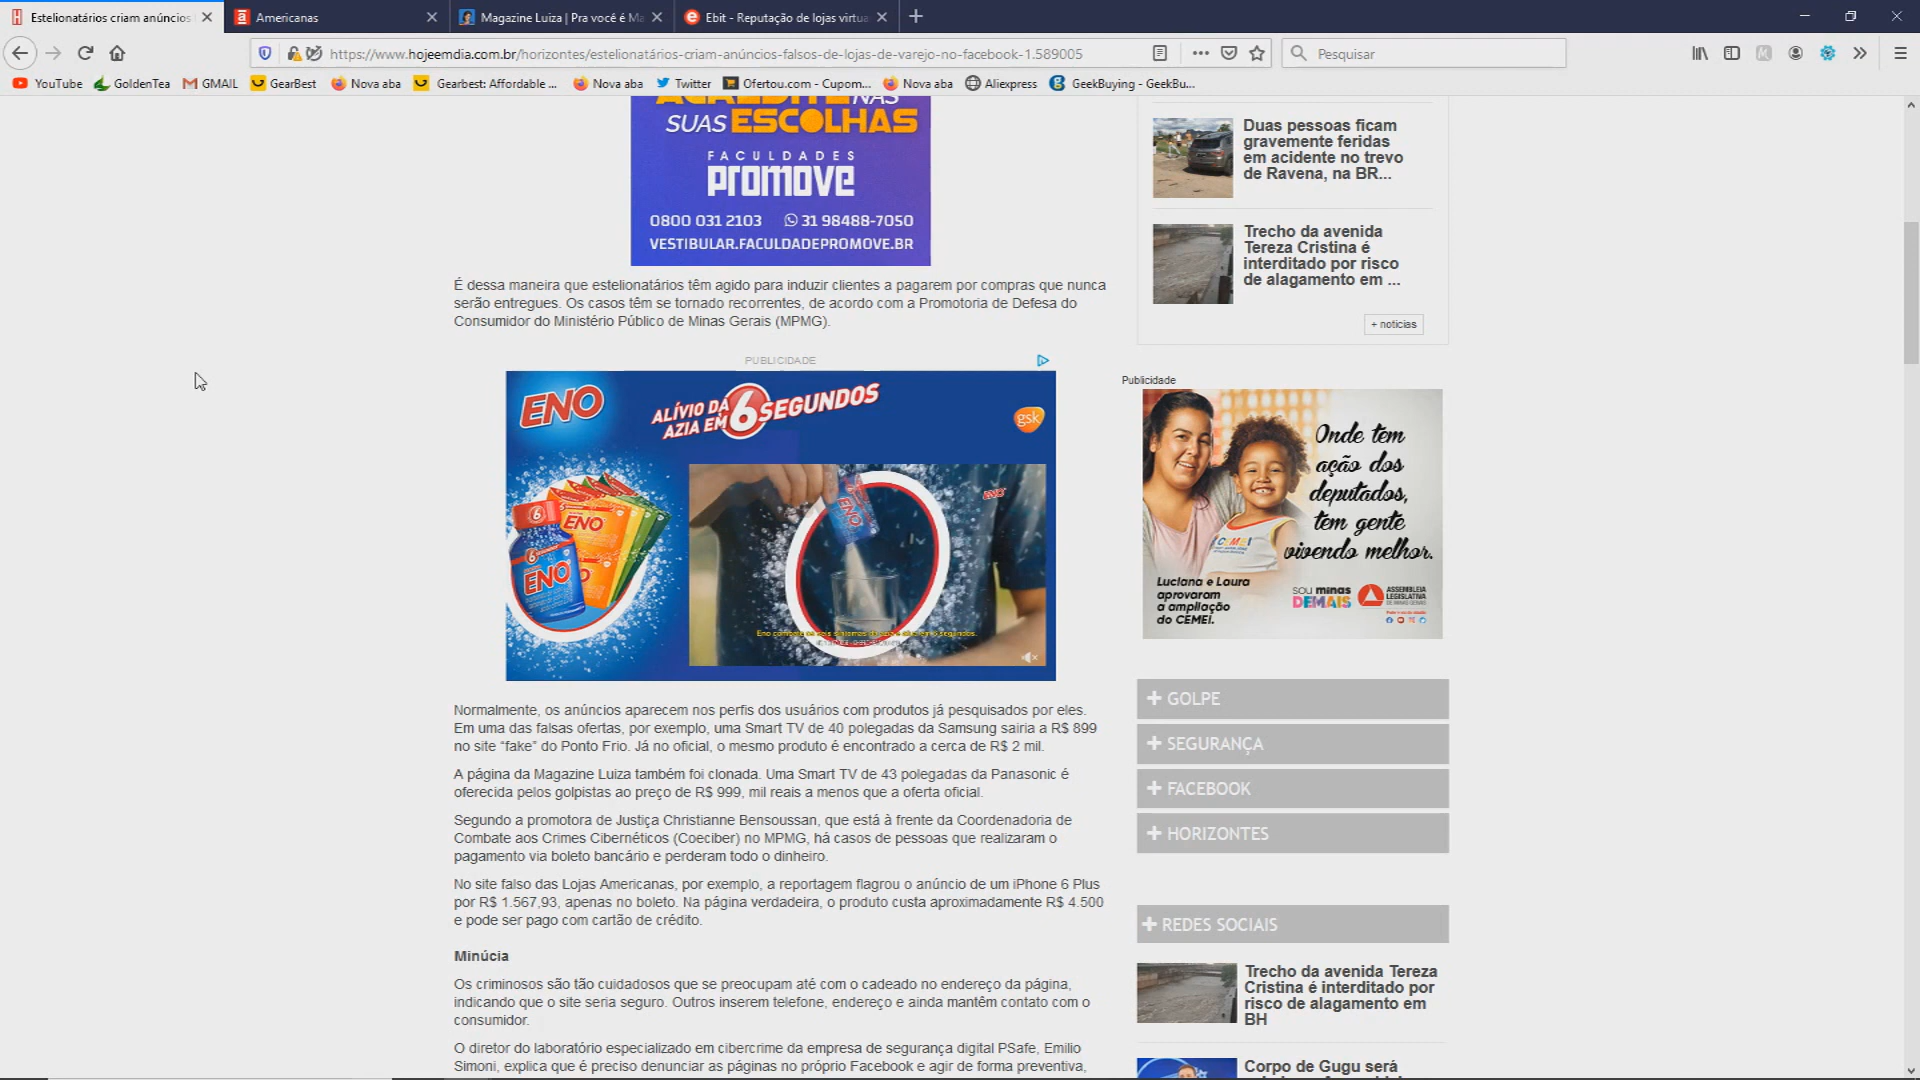 Estelionatários criam anúncios
Americanas
Magazine Luiza | Pra você é Ma
Ebit - Reputação de lojas virtua
https://www.hojeemdia.com.br/horizontes/estelionatários-criam-anúncios-falsos-de-lojas-de-varejo-no-facebook-1.589005
Pesquisar
YouTube
GoldenTea
GMAIL
GearBest
Nova aba
Gearbest: Affordable ...
Nova aba
Twitter
Ofertou.com - Cupom...
Nova aba
Aliexpress
GeekBuying - GeekBu...
ACREDITE NAS
SUAS ESCOLHAS
FACULDADES
PROMOVE
0800 031 2103 31 98488-7050
VESTIBULAR.FACULDADEPROMOVE.BR
É dessa maneira que estelionatários têm agido para induzir clientes a pagarem por compras que nunca
serão entregues. Os casos têm se tornado recorrentes, de acordo com a Promotoria de Defesa do
Consumidor do Ministério Público de Minas Gerais (MPMG).
PUBLICIDADE
ENO
ALÍVIO DA
AZIA EM 6 SEGUNDOS
gsk
6
ENO
6
ENO
ENO
ENO
Normalmente, os anúncios aparecem nos perfis dos usuários com produtos já pesquisados por eles.
Em uma das falsas ofertas, por exemplo, uma Smart TV de 40 polegadas da Samsung sairia a R$ 899
no site “fake” do Ponto Frio. Já no oficial, o mesmo produto é encontrado a cerca de R$ 2 mil.
A página da Magazine Luiza também foi clonada. Uma Smart TV de 43 polegadas da Panasonic é
oferecida pelos golpistas ao preço de R$ 999, mil reais a menos que a oferta oficial.
Segundo a promotora de Justiça Christianne Bensoussan, que está à frente da Coordenadoria de
Combate aos Crimes Cibernéticos (Coeciber) no MPMG, há casos de pessoas que realizaram o
pagamento via boleto bancário e perderam todo o dinheiro.
No site falso das Lojas Americanas, por exemplo, a reportagem flagrou o anúncio de um iPhone 6 Plus
por R$ 1.567,93, apenas no boleto. Na página verdadeira, o produto custa aproximadamente R$ 4.500
e pode ser pago com cartão de crédito.
Minúcia
Os criminosos são tão cuidadosos que se preocupam até com o cadeado no endereço da página,
indicando que o site seria seguro. Outros inserem telefone, endereço e ainda mantêm contato com o
consumidor.
O diretor do laboratório especializado em cibercrime da empresa de segurança digital PSafe, Emilio
Simoni, explica que é preciso denunciar as páginas no próprio Facebook e agir de forma preventiva,
Duas pessoas ficam
gravemente feridas
em acidente no trevo
de Ravena, na BR...
Trecho da avenida
Tereza Cristina é
interditado por risco
de alagamento em ...
+ noticias
Publicidade
Onde tem
ação dos
deputados,
tem gente
vivendo melhor.
CEMEI
Luciana e Laura
aprovaram
a ampliação
do CEMEI.
SOU MINAS
DEMAIS
ASSEMBLEIA
LEGISLATIVA
DE MINAS GERAIS
+ GOLPE
+ SEGURANÇA
+ FACEBOOK
+ HORIZONTES
+ REDES SOCIAIS
Trecho da avenida Tereza
Cristina é interditado por
risco de alagamento em
BH
Corpo de Gugu será